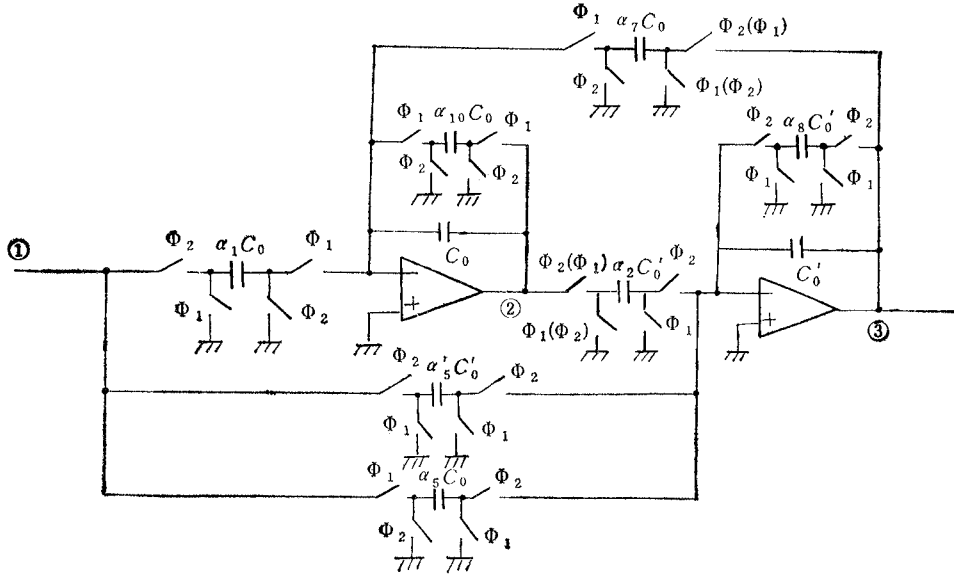 Φ₁ α₇C₀ Φ₂(Φ₁)
Φ₂ Φ₁(Φ₂)
Φ₁ α₁₀C₀ Φ₁
Φ₂ Φ₂
Φ₂ α₈C₀′ Φ₂
Φ₁ Φ₁
① Φ₂ α₁C₀ Φ₁
Φ₁ Φ₂
C₀
−
+
②
Φ₂(Φ₁) α₂C₀′ Φ₂
Φ₁(Φ₂) Φ₁
C₀′
−
+
③
Φ₂ α′₅C₀′ Φ₂
Φ₁ Φ₁
Φ₁ α₅C₀ Φ₂
Φ₂ Φ₁